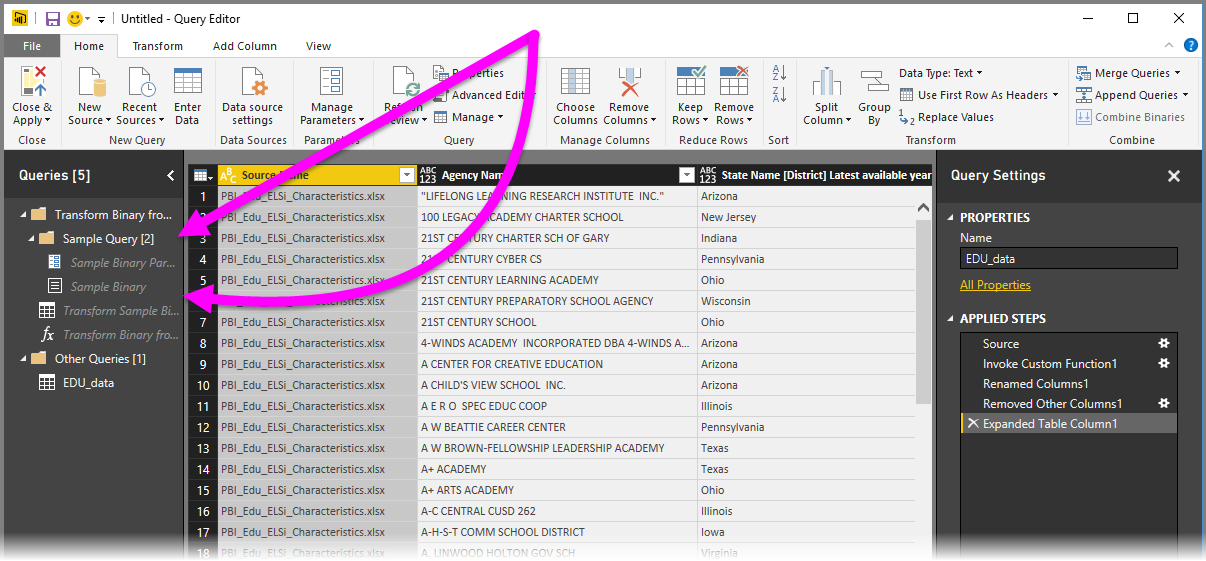 Untitled - Query Editor
File Home Transform Add Column View
Close & Apply
New Source
Recent Sources
Enter Data
Data source settings
Manage Parameters
Refresh Preview
Properties
Advanced Editor
Manage
Choose Columns
Remove Columns
Keep Rows
Remove Rows
Split Column
Group By
Data Type: Text
Use First Row As Headers
Replace Values
Merge Queries
Append Queries
Combine Binaries
Close New Query Data Sources Parameters Query Manage Columns Reduce Rows Sort Transform Combine
Queries [5]
Transform Binary fro...
Sample Query [2]
Sample Binary Par...
Sample Binary
Transform Sample Bi...
fx Transform Binary fro...
Other Queries [1]
EDU_data
ABC Source Name ABC 123 Agency Name ABC 123 State Name [District] Latest available year
1 PBI_Edu_ELSi_Characteristics.xlsx "LIFELONG LEARNING RESEARCH INSTITUTE INC." Arizona
2 PBI_Edu_ELSi_Characteristics.xlsx 100 LEGACY ACADEMY CHARTER SCHOOL New Jersey
3 PBI_Edu_ELSi_Characteristics.xlsx 21ST CENTURY CHARTER SCH OF GARY Indiana
4 PBI_Edu_ELSi_Characteristics.xlsx 21ST CENTURY CYBER CS Pennsylvania
5 PBI_Edu_ELSi_Characteristics.xlsx 21ST CENTURY LEARNING ACADEMY Ohio
PBI_Edu_ELSi_Characteristics.xlsx 21ST CENTURY PREPARATORY SCHOOL AGENCY Wisconsin
7 PBI_Edu_ELSi_Characteristics.xlsx 21ST CENTURY SCHOOL Ohio
8 PBI_Edu_ELSi_Characteristics.xlsx 4-WINDS ACADEMY INCORPORATED DBA 4-WINDS A... Arizona
9 PBI_Edu_ELSi_Characteristics.xlsx A CENTER FOR CREATIVE EDUCATION Arizona
10 PBI_Edu_ELSi_Characteristics.xlsx A CHILD'S VIEW SCHOOL INC. Arizona
11 PBI_Edu_ELSi_Characteristics.xlsx A E R O SPEC EDUC COOP Illinois
12 PBI_Edu_ELSi_Characteristics.xlsx A W BEATTIE CAREER CENTER Pennsylvania
13 PBI_Edu_ELSi_Characteristics.xlsx A W BROWN-FELLOWSHIP LEADERSHIP ACADEMY Texas
14 PBI_Edu_ELSi_Characteristics.xlsx A+ ACADEMY Texas
15 PBI_Edu_ELSi_Characteristics.xlsx A+ ARTS ACADEMY Ohio
16 PBI_Edu_ELSi_Characteristics.xlsx A-C CENTRAL CUSD 262 Illinois
17 PBI_Edu_ELSi_Characteristics.xlsx A-H-S-T COMM SCHOOL DISTRICT Iowa
18 PBI_Edu_ELSi_Characteristics.xlsx A. LINWOOD HOLTON GOV SCH Virginia
Query Settings
PROPERTIES
Name
EDU_data
All Properties
APPLIED STEPS
Source
Invoke Custom Function1
Renamed Columns1
Removed Other Columns1
Expanded Table Column1